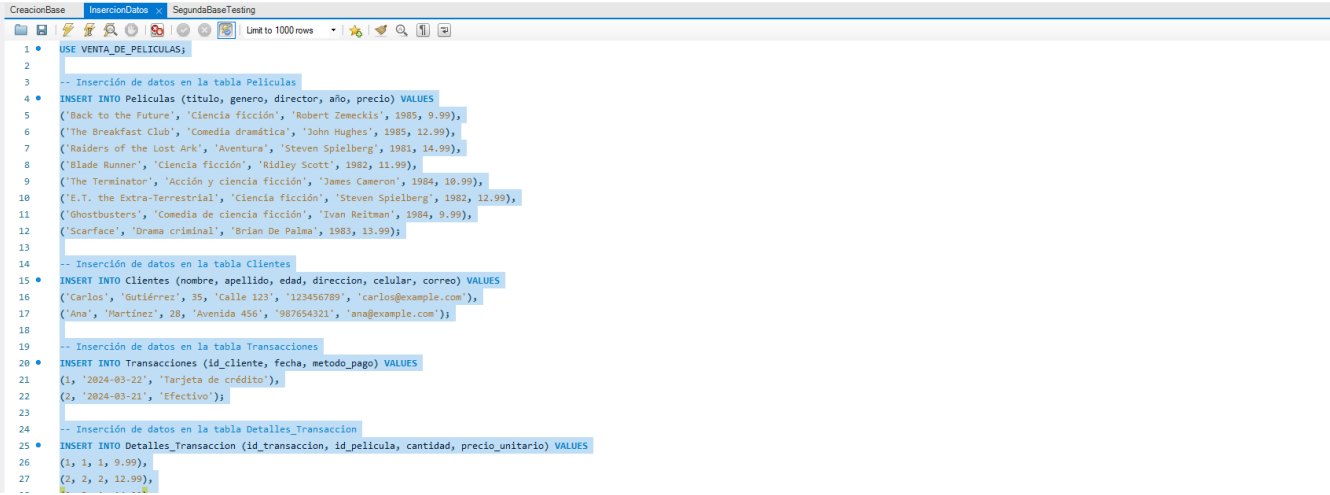 CreacionBase InsercionDatos × SegundaBaseTesting
Limit to 1000 rows
1 USE VENTA_DE_PELICULAS;
2
3 -- Inserción de datos en la tabla Peliculas
4 INSERT INTO Peliculas (titulo, genero, director, año, precio) VALUES
5 ('Back to the Future', 'Ciencia ficción', 'Robert Zemeckis', 1985, 9.99),
6 ('The Breakfast Club', 'Comedia dramática', 'John Hughes', 1985, 12.99),
7 ('Raiders of the Lost Ark', 'Aventura', 'Steven Spielberg', 1981, 14.99),
8 ('Blade Runner', 'Ciencia ficción', 'Ridley Scott', 1982, 11.99),
9 ('The Terminator', 'Acción y ciencia ficción', 'James Cameron', 1984, 10.99),
10 ('E.T. the Extra-Terrestrial', 'Ciencia ficción', 'Steven Spielberg', 1982, 12.99),
11 ('Ghostbusters', 'Comedia de ciencia ficción', 'Ivan Reitman', 1984, 9.99),
12 ('Scarface', 'Drama criminal', 'Brian De Palma', 1983, 13.99);
13
14 -- Inserción de datos en la tabla Clientes
15 INSERT INTO Clientes (nombre, apellido, edad, direccion, celular, correo) VALUES
16 ('Carlos', 'Gutiérrez', 35, 'Calle 123', '123456789', 'carlos@example.com'),
17 ('Ana', 'Martínez', 28, 'Avenida 456', '987654321', 'ana@example.com');
18
19 -- Inserción de datos en la tabla Transacciones
20 INSERT INTO Transacciones (id_cliente, fecha, metodo_pago) VALUES
21 (1, '2024-03-22', 'Tarjeta de crédito'),
22 (2, '2024-03-21', 'Efectivo');
23
24 -- Inserción de datos en la tabla Detalles_Transaccion
25 INSERT INTO Detalles_Transaccion (id_transaccion, id_pelicula, cantidad, precio_unitario) VALUES
26 (1, 1, 1, 9.99),
27 (2, 2, 2, 12.99),